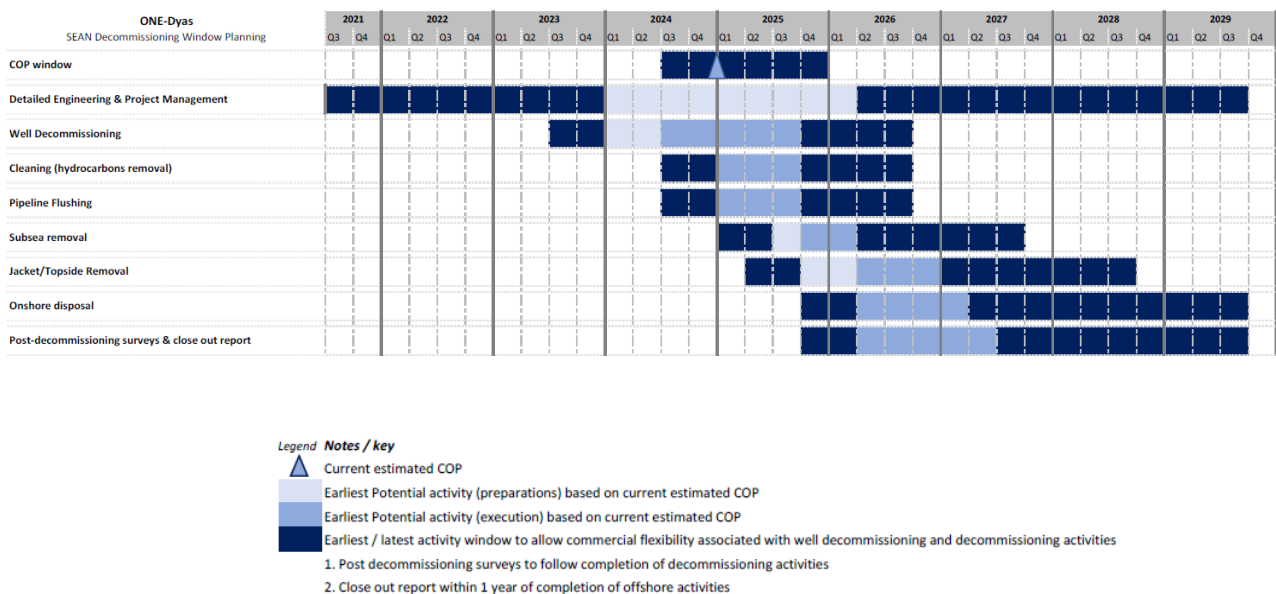 ONE-Dyas
SEAN Decommissioning Window Planning
2021 2022 2023 2024 2025 2026 2027 2028 2029
Q3 Q4 Q1 Q2 Q3 Q4 Q1 Q2 Q3 Q4 Q1 Q2 Q3 Q4 Q1 Q2 Q3 Q4 Q1 Q2 Q3 Q4 Q1 Q2 Q3 Q4 Q1 Q2 Q3 Q4 Q1 Q2 Q3 Q4
COP window
Detailed Engineering & Project Management
Well Decommissioning
Cleaning (hydrocarbons removal)
Pipeline Flushing
Subsea removal
Jacket/Topside Removal
Onshore disposal
Post-decommissioning surveys & close out report
Legend Notes / key
Current estimated COP
Earliest Potential activity (preparations) based on current estimated COP
Earliest Potential activity (execution) based on current estimated COP
Earliest / latest activity window to allow commercial flexibility associated with well decommissioning and decommissioning activities
1. Post decommissioning surveys to follow completion of decommissioning activities
2. Close out report within 1 year of completion of offshore activities